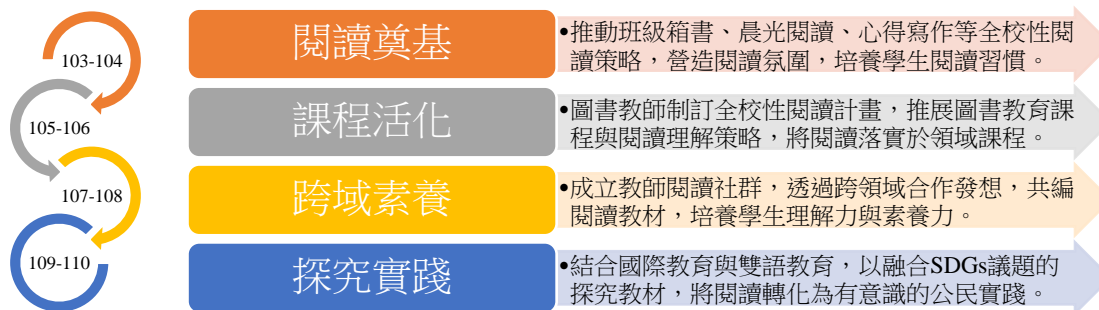 103-104
閱讀奠基
•推動班級箱書、晨光閱讀、心得寫作等全校性閱
讀策略，營造閱讀氛圍，培養學生閱讀習慣。
105-106
課程活化
•圖書教師制訂全校性閱讀計畫，推展圖書教育課
程與閱讀理解策略，將閱讀落實於領域課程。
107-108
跨域素養
•成立教師閱讀社群，透過跨領域合作發想，共編
閱讀教材，培養學生理解力與素養力。
109-110
探究實踐
•結合國際教育與雙語教育，以融合SDGs議題的
探究教材，將閱讀轉化為有意識的公民實踐。